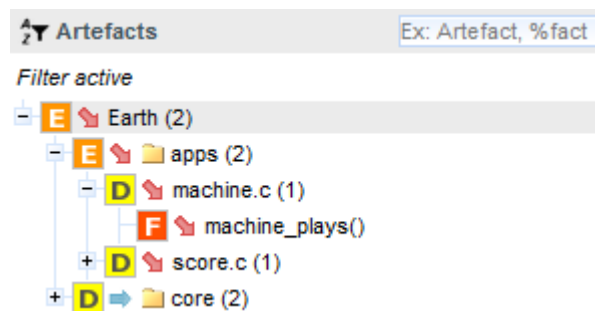 A Z Artefacts Ex: Artefact, %fact
Filter active
E Earth (2)
E apps (2)
D machine.c (1)
F machine_plays()
D score.c (1)
D core (2)